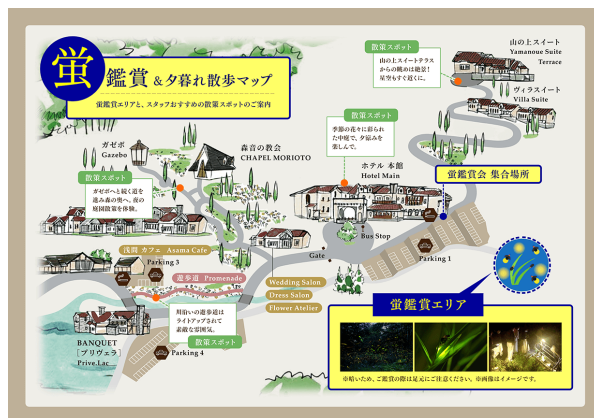 蛍 鑑賞 & 夕暮れ散歩マップ
蛍鑑賞エリアと、スタッフおすすめの散策スポットのご案内
散策スポット
山の上スイートテラス
からの眺めは絶景!
星空もすぐ近くに。
山の上スイート
Yamanoue Suite
Terrace
ヴィラスイート
Villa Suite
散策スポット
季節の花々に彩られ
た中庭で、夕涼みを
楽しんで。
ガゼボ
Gazebo
森音の教会
CHAPEL MORIOTO
ホテル 本館
Hotel Main
蛍鑑賞会 集合場所
散策スポット
ガゼボへと続く道を
進み森の奥へ。夜の
庭園散策を体験。
Bus Stop
Gate
Parking 1
浅間 カフェ Asama Cafe
Parking 3
遊歩道 Promenade
Wedding Salon
Dress Salon
Flower Atelier
川沿いの遊歩道は
ライトアップされて
素敵な雰囲気。
散策スポット
BANQUET
[プリヴェラ]
Prive.Lac
Parking 4
蛍鑑賞エリア
※暗いため、ご鑑賞の際は足元にご注意ください。※画像はイメージです。